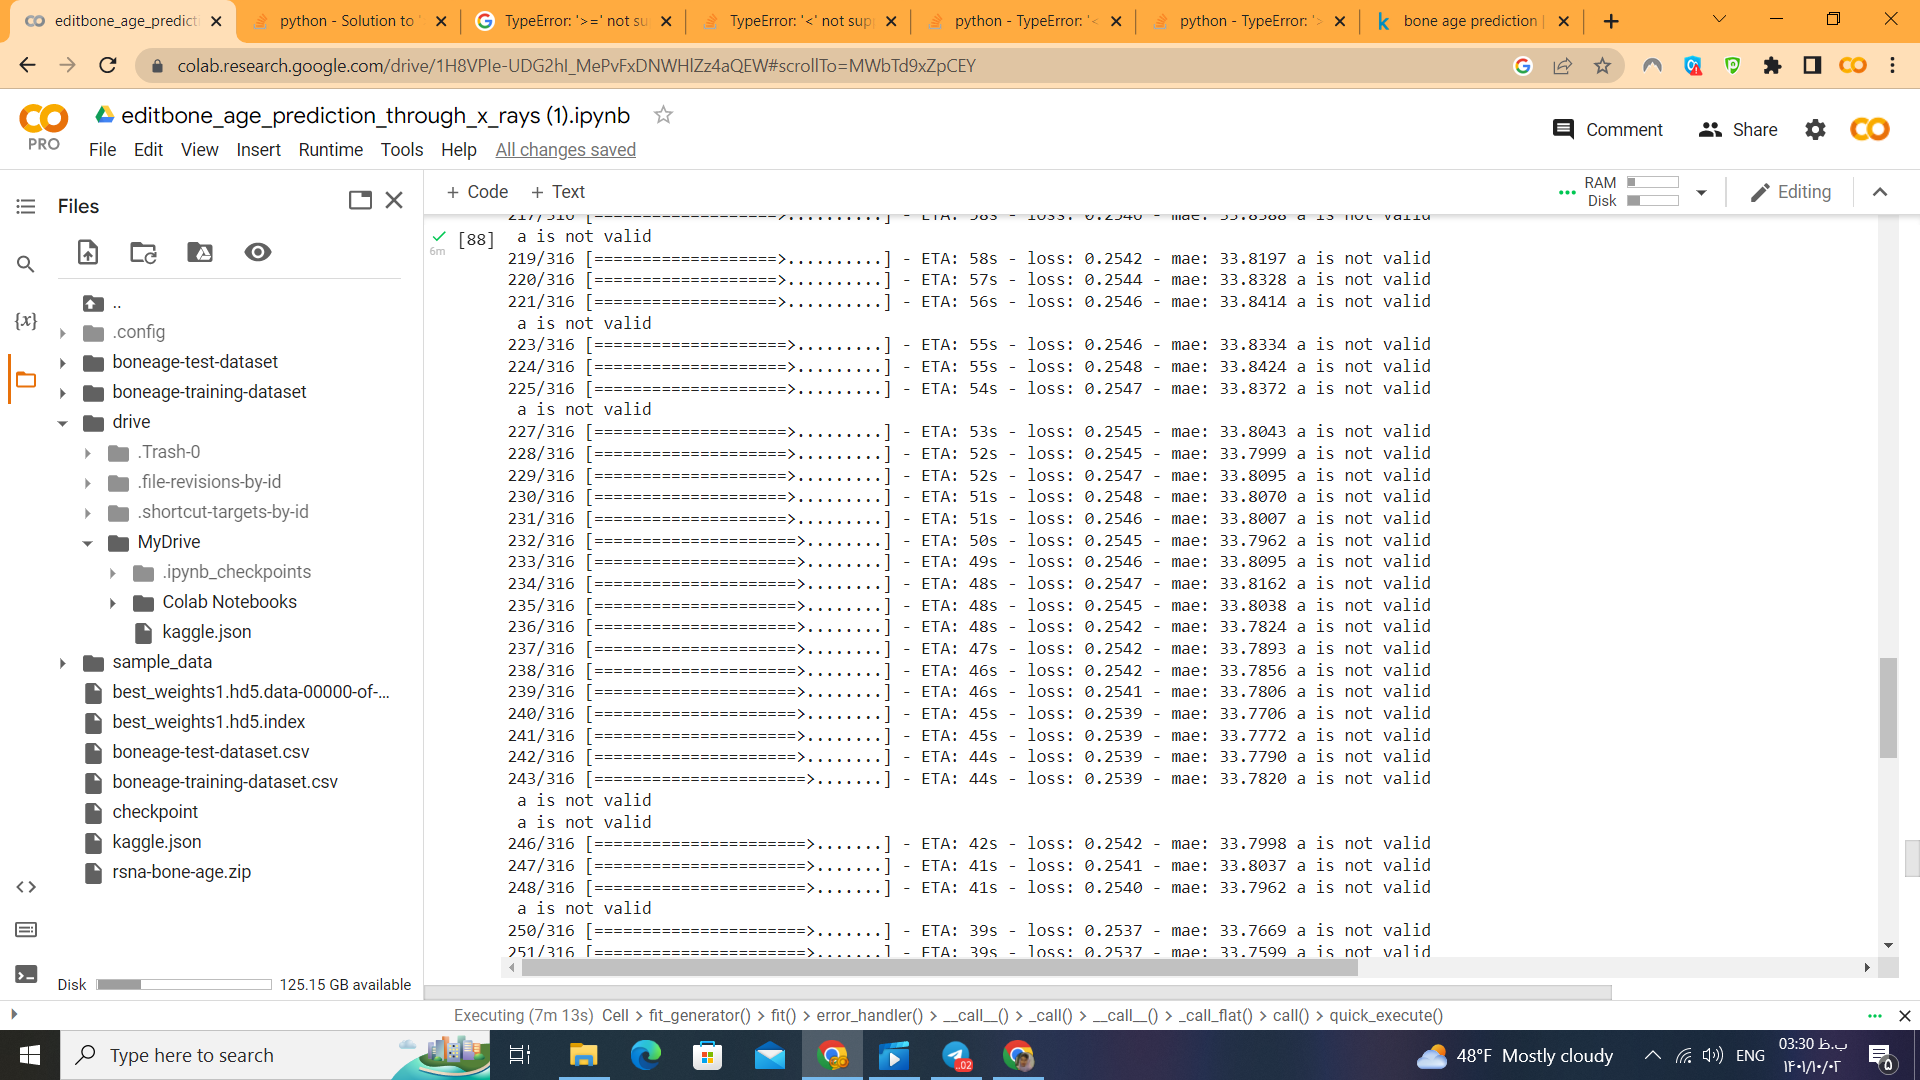 editbone_age_predicti
python - Solution to '
TypeError: '>=' not su
TypeError: '<' not sup
python - TypeError: '<
python - TypeError: '>
bone age prediction |
colab.research.google.com/drive/1H8VPIe-UDG2hI_MePvFxDNWHlZz4aQEW#scrollTo=MWbTd9xZpCEY
PRO
editbone_age_prediction_through_x_rays (1).ipynb
File Edit View Insert Runtime Tools Help All changes saved
Comment Share
Files
+ Code + Text
RAM
Disk
Editing
..
.config
boneage-test-dataset
boneage-training-dataset
drive
.Trash-0
.file-revisions-by-id
.shortcut-targets-by-id
MyDrive
.ipynb_checkpoints
Colab Notebooks
kaggle.json
sample_data
best_weights1.hd5.data-00000-of-...
best_weights1.hd5.index
boneage-test-dataset.csv
boneage-training-dataset.csv
checkpoint
kaggle.json
rsna-bone-age.zip
Disk 125.15 GB available
6m
[88]
217/316 [===================>..........] - ETA: 58s - loss: 0.2540 - mae: 33.8388 a is not valid
a is not valid
219/316 [===================>..........] - ETA: 58s - loss: 0.2542 - mae: 33.8197 a is not valid
220/316 [===================>..........] - ETA: 57s - loss: 0.2544 - mae: 33.8328 a is not valid
221/316 [===================>..........] - ETA: 56s - loss: 0.2546 - mae: 33.8414 a is not valid
a is not valid
223/316 [====================>.........] - ETA: 55s - loss: 0.2546 - mae: 33.8334 a is not valid
224/316 [====================>.........] - ETA: 55s - loss: 0.2548 - mae: 33.8424 a is not valid
225/316 [====================>.........] - ETA: 54s - loss: 0.2547 - mae: 33.8372 a is not valid
a is not valid
227/316 [====================>.........] - ETA: 53s - loss: 0.2545 - mae: 33.8043 a is not valid
228/316 [====================>.........] - ETA: 52s - loss: 0.2545 - mae: 33.7999 a is not valid
229/316 [====================>.........] - ETA: 52s - loss: 0.2547 - mae: 33.8095 a is not valid
230/316 [====================>.........] - ETA: 51s - loss: 0.2548 - mae: 33.8070 a is not valid
231/316 [====================>.........] - ETA: 51s - loss: 0.2546 - mae: 33.8007 a is not valid
232/316 [=====================>........] - ETA: 50s - loss: 0.2545 - mae: 33.7962 a is not valid
233/316 [=====================>........] - ETA: 49s - loss: 0.2546 - mae: 33.8095 a is not valid
234/316 [=====================>........] - ETA: 48s - loss: 0.2547 - mae: 33.8162 a is not valid
235/316 [=====================>........] - ETA: 48s - loss: 0.2545 - mae: 33.8038 a is not valid
236/316 [=====================>........] - ETA: 48s - loss: 0.2542 - mae: 33.7824 a is not valid
237/316 [=====================>........] - ETA: 47s - loss: 0.2542 - mae: 33.7893 a is not valid
238/316 [=====================>........] - ETA: 46s - loss: 0.2542 - mae: 33.7856 a is not valid
239/316 [=====================>........] - ETA: 46s - loss: 0.2541 - mae: 33.7806 a is not valid
240/316 [=====================>........] - ETA: 45s - loss: 0.2539 - mae: 33.7706 a is not valid
241/316 [=====================>........] - ETA: 45s - loss: 0.2539 - mae: 33.7772 a is not valid
242/316 [=====================>........] - ETA: 44s - loss: 0.2539 - mae: 33.7790 a is not valid
243/316 [======================>.......] - ETA: 44s - loss: 0.2539 - mae: 33.7820 a is not valid
a is not valid
a is not valid
246/316 [======================>.......] - ETA: 42s - loss: 0.2542 - mae: 33.7998 a is not valid
247/316 [======================>.......] - ETA: 41s - loss: 0.2541 - mae: 33.8037 a is not valid
248/316 [======================>.......] - ETA: 41s - loss: 0.2540 - mae: 33.7962 a is not valid
a is not valid
250/316 [======================>.......] - ETA: 39s - loss: 0.2537 - mae: 33.7669 a is not valid
251/316 [======================>.......] - ETA: 39s - loss: 0.2537 - mae: 33.7599 a is not valid
Executing (7m 13s) Cell > fit_generator() > fit() > error_handler() > __call__() > _call() > __call__() > _call_flat() > call() > quick_execute()
Type here to search
48°F Mostly cloudy
ENG
03:30 ب.ظ
۱۴۰۱/۱۰/۰۲